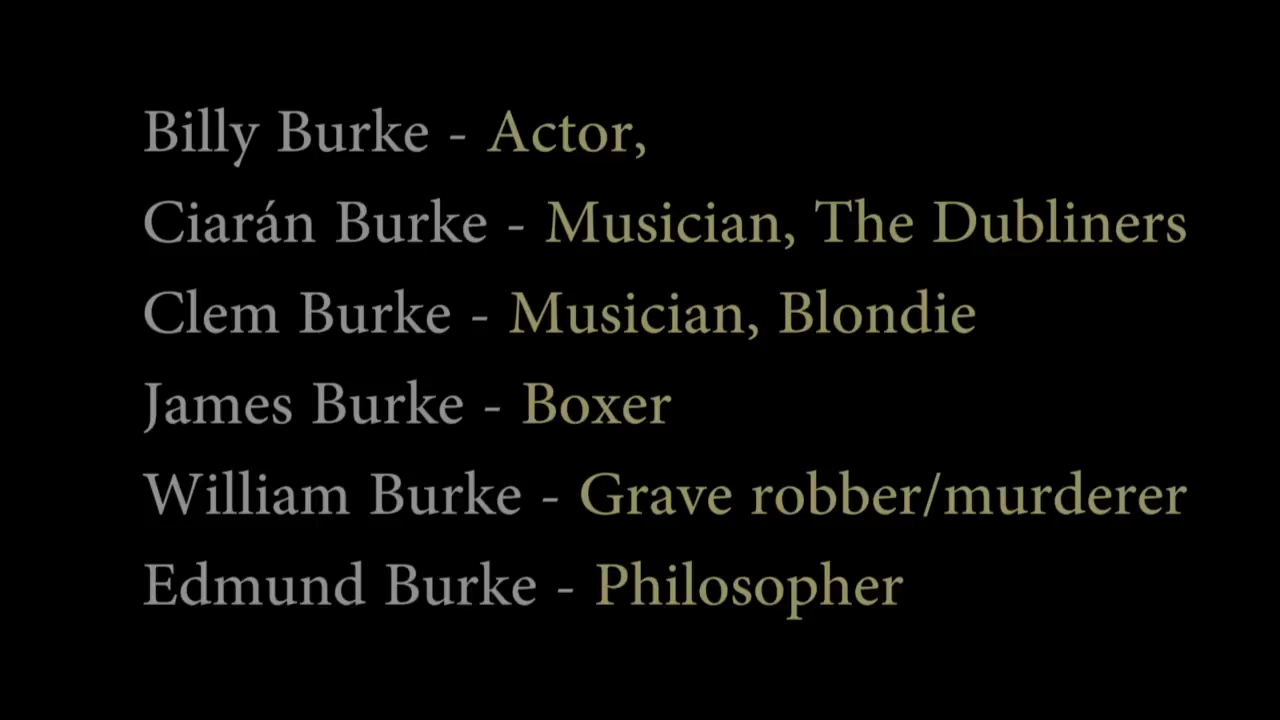 Billy Burke - Actor,
Ciarán Burke - Musician, The Dubliners
Clem Burke - Musician, Blondie
James Burke - Boxer
William Burke - Grave robber/murderer
Edmund Burke - Philosopher